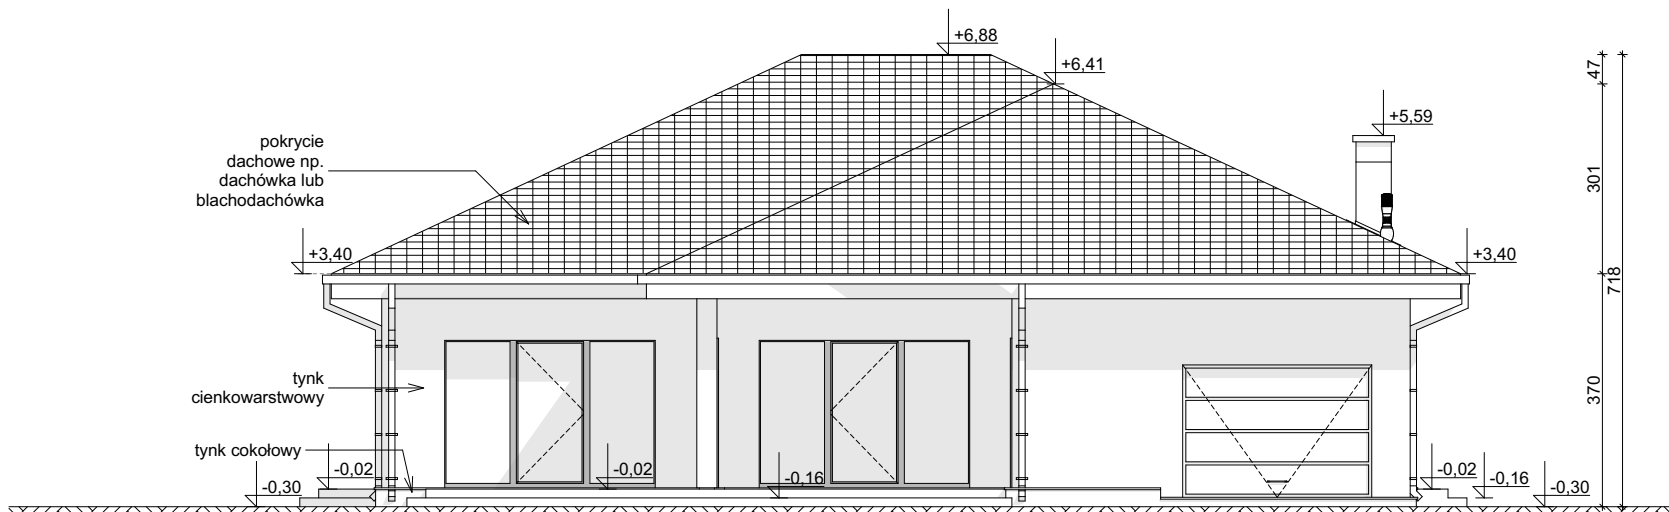 +6,88
+6,41
47
+5,59
pokrycie
dachowe np.
dachówka lub
blachodachówka
301
+3,40
+3,40
718
tynk
cienkowarstwowy
370
tynk cokołowy
-0,02
-0,02
-0,16
-0,02
-0,16
-0,30
-0,30